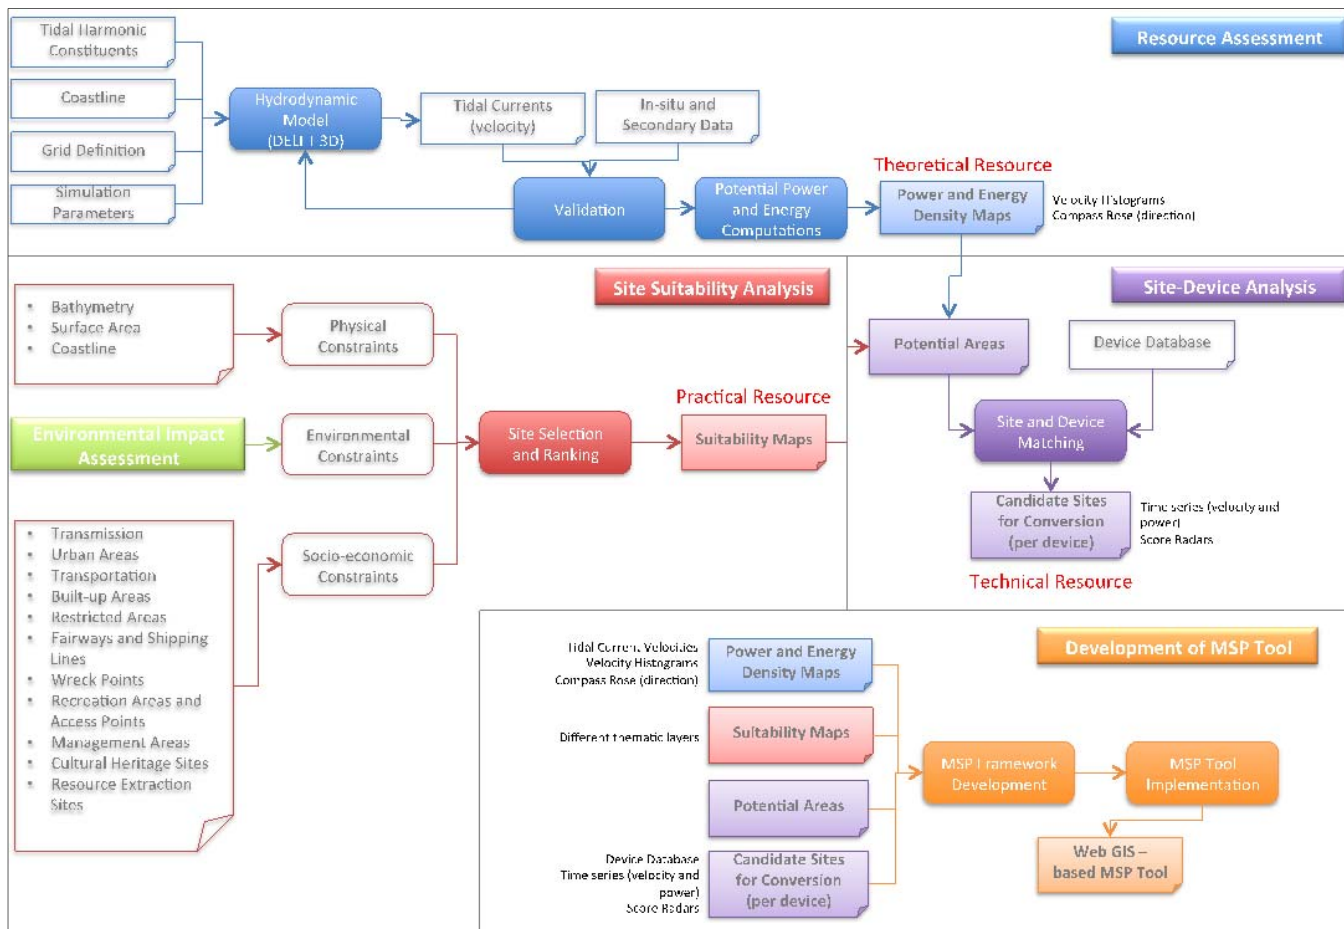 Resource Assessment
Tidal Harmonic
Constituents
Coastline
Grid Definition
Simulation
Parameters
Hydrodynamic
Model
(DELFT 3D)
Tidal Currents
(velocity)
In-situ and
Secondary Data
Validation
Potential Power
and Energy
Computations
Theoretical Resource
Power and Energy
Density Maps
Velocity Histograms
Compass Rose (direction)
Site Suitability Analysis
• Bathymetry
• Surface Area
• Coastline
Physical
Constraints
Environmental Impact
Assessment
Environmental
Constraints
• Transmission
• Urban Areas
• Transportation
• Built-up Areas
• Restricted Areas
• Fairways and Shipping
Lines
• Wreck Points
• Recreation Areas and
Access Points
• Management Areas
• Cultural Heritage Sites
• Resource Extraction
Sites
Socio-economic
Constraints
Site Selection
and Ranking
Practical Resource
Suitability Maps
Site-Device Analysis
Potential Areas
Device Database
Site and Device
Matching
Candidate Sites
for Conversion
(per device)
Time series (velocity and
power)
Score Radars
Technical Resource
Development of MSP Tool
Tidal Current Velocities
Velocity Histograms
Compass Rose (direction)
Power and Energy
Density Maps
Different thematic layers
Suitability Maps
Potential Areas
Device Database
Time series (velocity and
power)
Score Radars
Candidate Sites
for Conversion
(per device)
MSP Framework
Development
MSP Tool
Implementation
Web GIS –
based MSP Tool